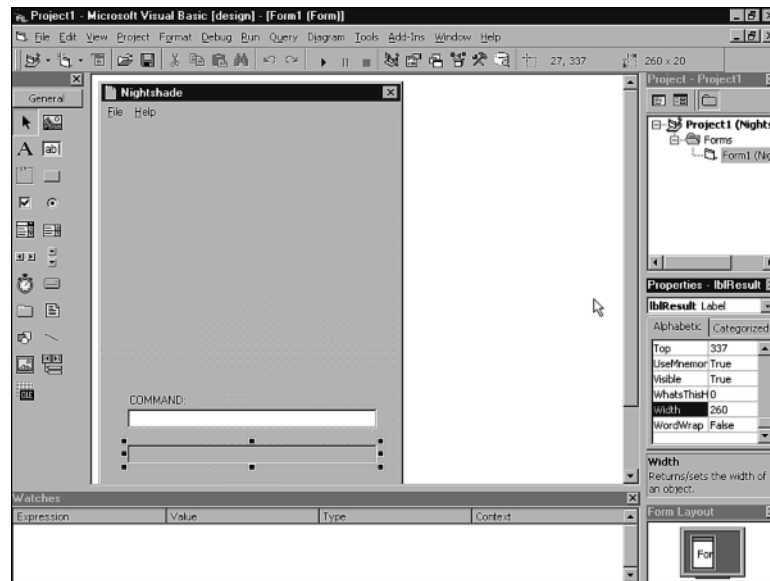 Project1 - Microsoft Visual Basic [design] - [Form1 (Form)]
File Edit View Project Format Debug Run Query Diagram Tools Add-Ins Window Help
27, 337 260 x 20
General
A ab|
OLE
Nightshade
File Help
COMMAND:
Project - Project1
Project1 (Nights
Forms
Form1 (Nig
Properties - lblResult
lblResult Label
Alphabetic Categorized
Top 337
UseMnemor True
Visible True
WhatsThisH 0
Width 260
WordWrap False
Width
Returns/sets the width of
an object.
Watches
Expression Value Type Context
Form Layout
For